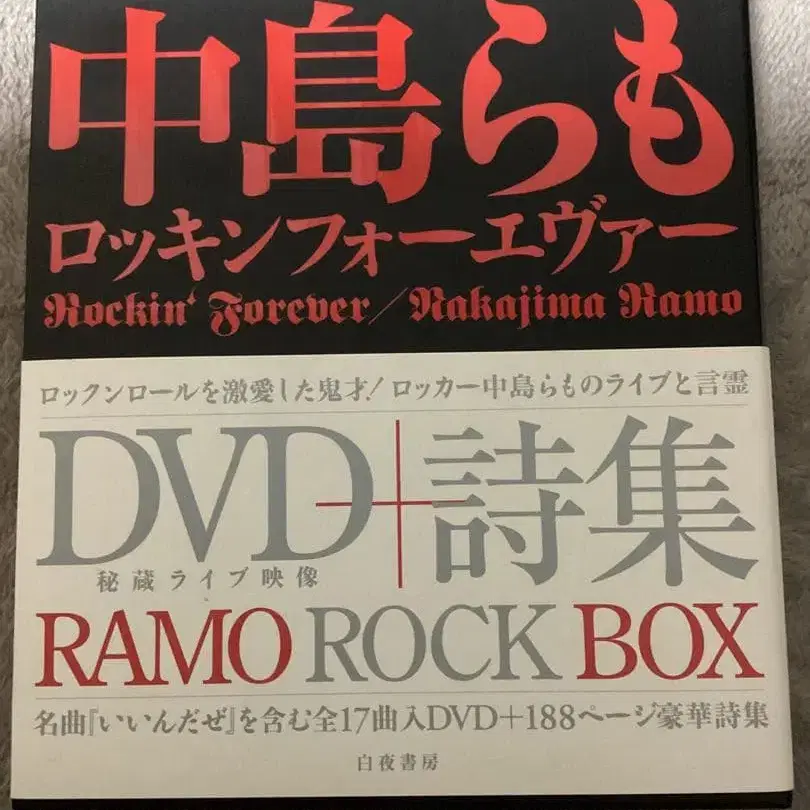 中島らも
ロッキンフォーエヴァー
Rockin' Forever/Nakajima Ramo
ロックンロールを激愛した鬼才!ロッカー中島らものライブと言霊
DVD+詩集
秘蔵ライブ映像
RAMO ROCK BOX
名曲『いいんだぜ』を含む全17曲入DVD+188ページ豪華詩集
白夜書房